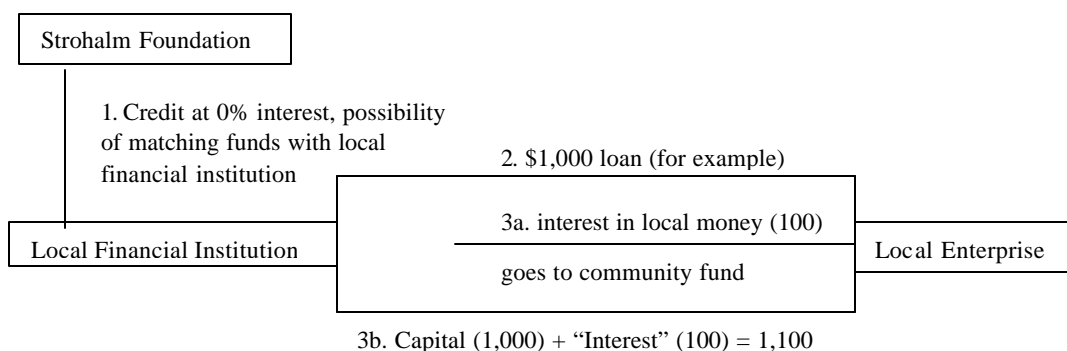 Strohalm Foundation
1. Credit at 0% interest, possibility
of matching funds with local
financial institution
2. $1,000 loan (for example)
3a. interest in local money (100)
Local Financial Institution
Local Enterprise
goes to community fund
3b. Capital (1,000) + “Interest” (100) = 1,100